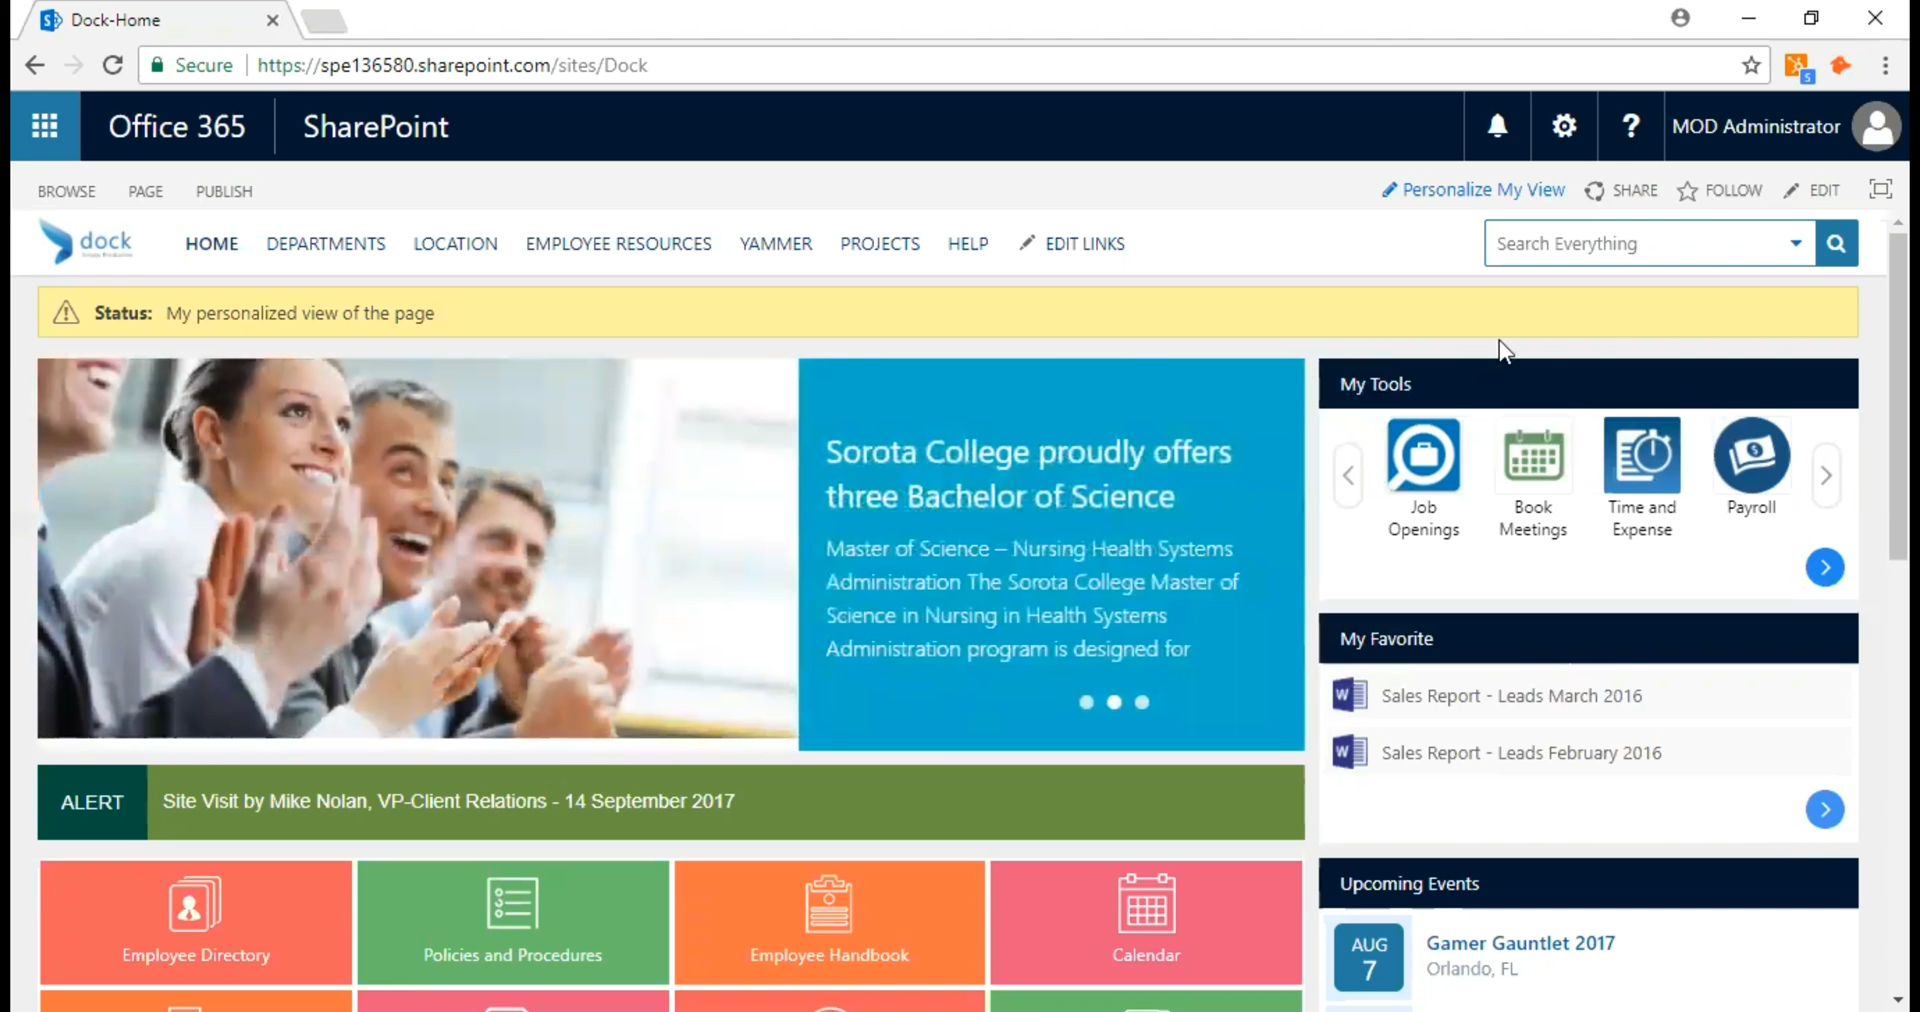 Dock-Home
Secure
https://spe136580.sharepoint.com/sites/Dock
Office 365
SharePoint
MOD Administrator
BROWSE
PAGE
PUBLISH
Personalize My View
SHARE
FOLLOW
EDIT
dock
HOME
DEPARTMENTS
LOCATION
EMPLOYEE RESOURCES
YAMMER
PROJECTS
HELP
EDIT LINKS
Search Everything
Status: My personalized view of the page
Sorota College proudly offers
three Bachelor of Science
Master of Science – Nursing Health Systems
Administration The Sorota College Master of
Science in Nursing in Health Systems
Administration program is designed for
ALERT
Site Visit by Mike Nolan, VP-Client Relations - 14 September 2017
Employee Directory
Policies and Procedures
Employee Handbook
Calendar
My Tools
Job
Openings
Book
Meetings
Time and
Expense
Payroll
My Favorite
Sales Report - Leads March 2016
Sales Report - Leads February 2016
Upcoming Events
AUG
7
Gamer Gauntlet 2017
Orlando, FL